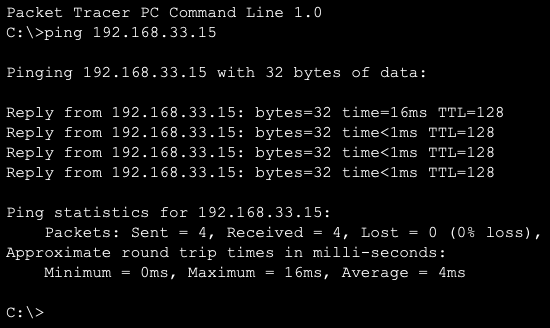 Packet Tracer PC Command Line 1.0
C:\>ping 192.168.33.15
Pinging 192.168.33.15 with 32 bytes of data:
Reply from 192.168.33.15: bytes=32 time=16ms TTL=128
Reply from 192.168.33.15: bytes=32 time<1ms TTL=128
Reply from 192.168.33.15: bytes=32 time<1ms TTL=128
Reply from 192.168.33.15: bytes=32 time<1ms TTL=128
Ping statistics for 192.168.33.15:
    Packets: Sent = 4, Received = 4, Lost = 0 (0% loss),
Approximate round trip times in milli-seconds:
    Minimum = 0ms, Maximum = 16ms, Average = 4ms
C:\>